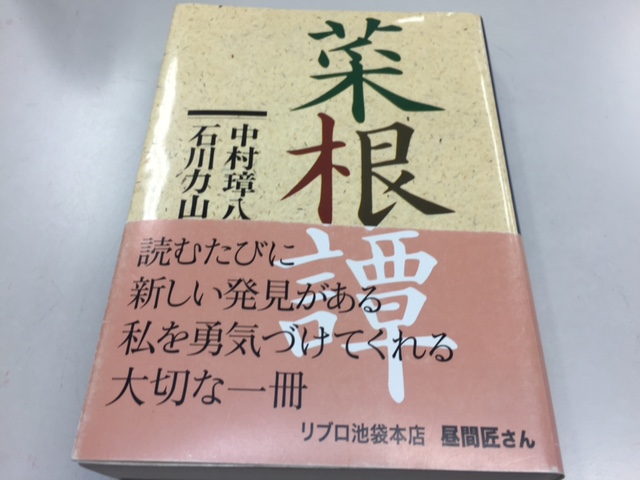 菜根譚
中村璋八
石川力山
読むたびに
新しい発見がある
私を勇気づけてくれる
大切な一冊
リブロ池袋本店 昼間匠さん